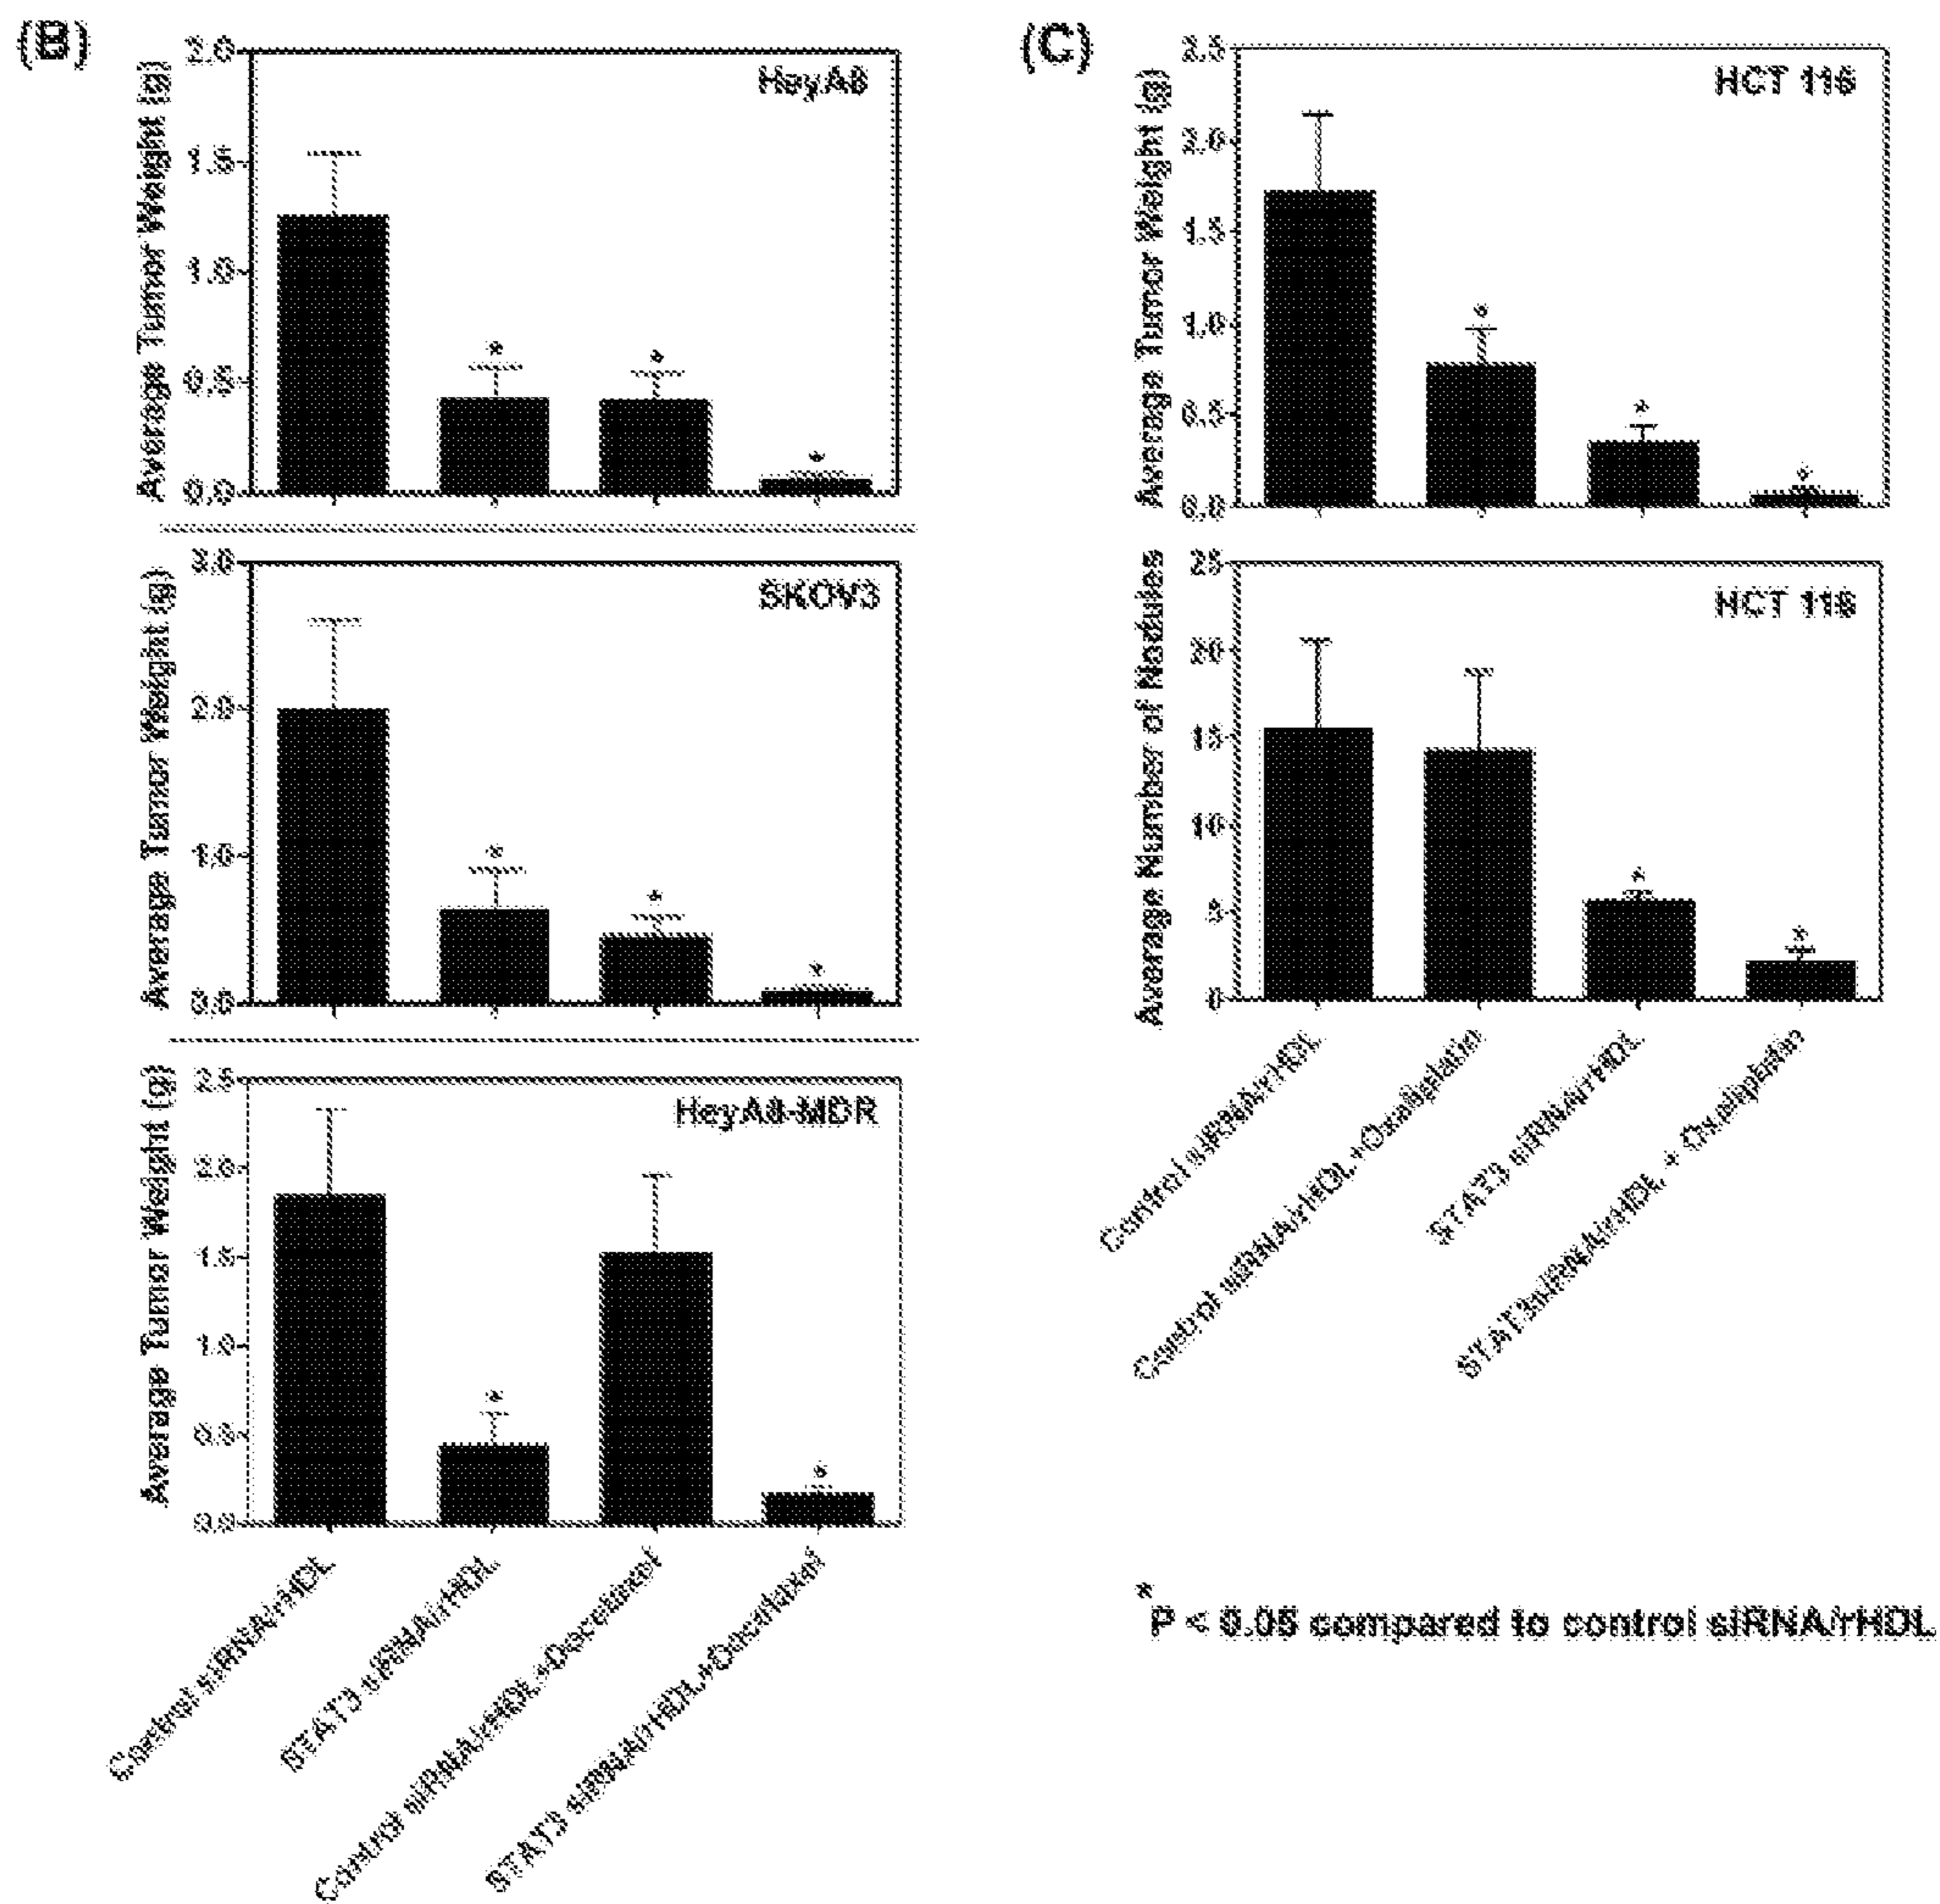 (B)
2.0
1.5
1.0
0.5
0.0
Average Tumor Weight (g)
HeyA8
3.0
2.0
1.0
0.0
Average Tumor Weight (g)
SKOV3
2.5
2.0
1.5
1.0
0.5
0.0
Average Tumor Weight (g)
HeyA8-MDR
*
*
*
*
*
*
*
*
Control siRNA/rHDL
STAT3 siRNA/rHDL
Control siRNA/rHDL+Docetaxel
STAT3 siRNA/rHDL+Docetaxel
(C)
2.5
2.0
1.5
1.0
0.5
0.0
Average Tumor Weight (g)
HCT 116
25
20
15
10
5
0
Average Number of Nodules
HCT 116
*
*
*
*
*
Control siRNA/rHDL
Control siRNA/rHDL+Oxaliplatin
STAT3 siRNA/rHDL
STAT3siRNA/rHDL + Oxaliplatin
*P < 0.05 compared to control siRNA/rHDL